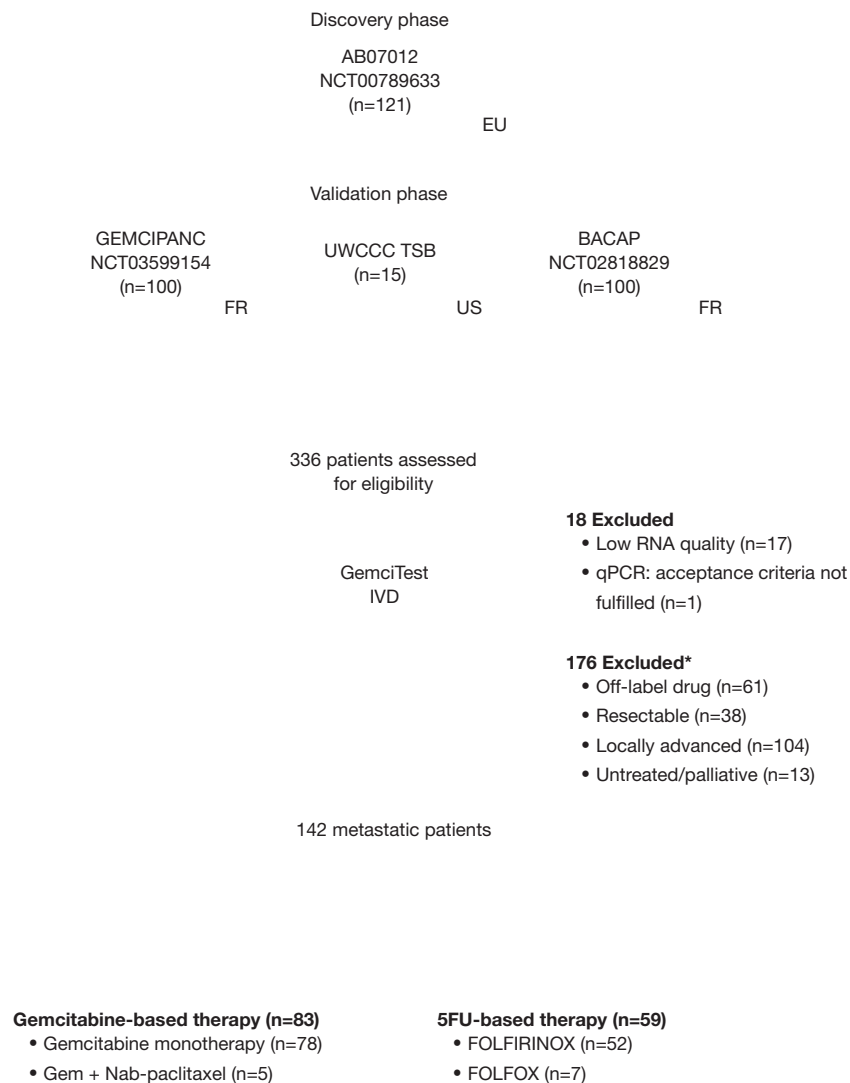 Discovery phase
AB07012
NCT00789633
(n=121)
EU
Validation phase
GEMCIPANC
NCT03599154
(n=100)
FR
UWCCC TSB
(n=15)
US
BACAP
NCT02818829
(n=100)
FR
336 patients assessed
for eligibility
18 Excluded
• Low RNA quality (n=17)
• qPCR: acceptance criteria not
fulfilled (n=1)
GemciTest
IVD
176 Excluded*
• Off-label drug (n=61)
• Resectable (n=38)
• Locally advanced (n=104)
• Untreated/palliative (n=13)
142 metastatic patients
Gemcitabine-based therapy (n=83)
• Gemcitabine monotherapy (n=78)
• Gem + Nab-paclitaxel (n=5)
5FU-based therapy (n=59)
• FOLFIRINOX (n=52)
• FOLFOX (n=7)